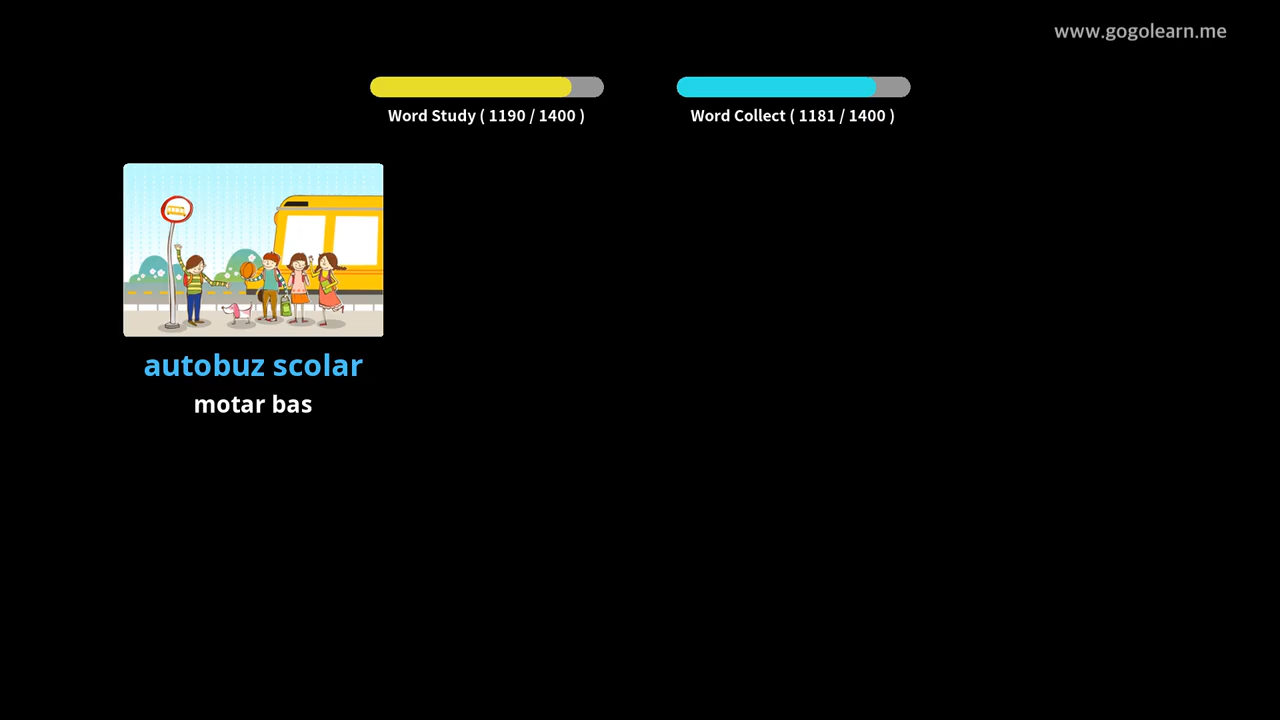 www.gogolearn.me
Word Study ( 1190 / 1400 )
Word Collect ( 1181 / 1400 )
autobuz scolar
motar bas